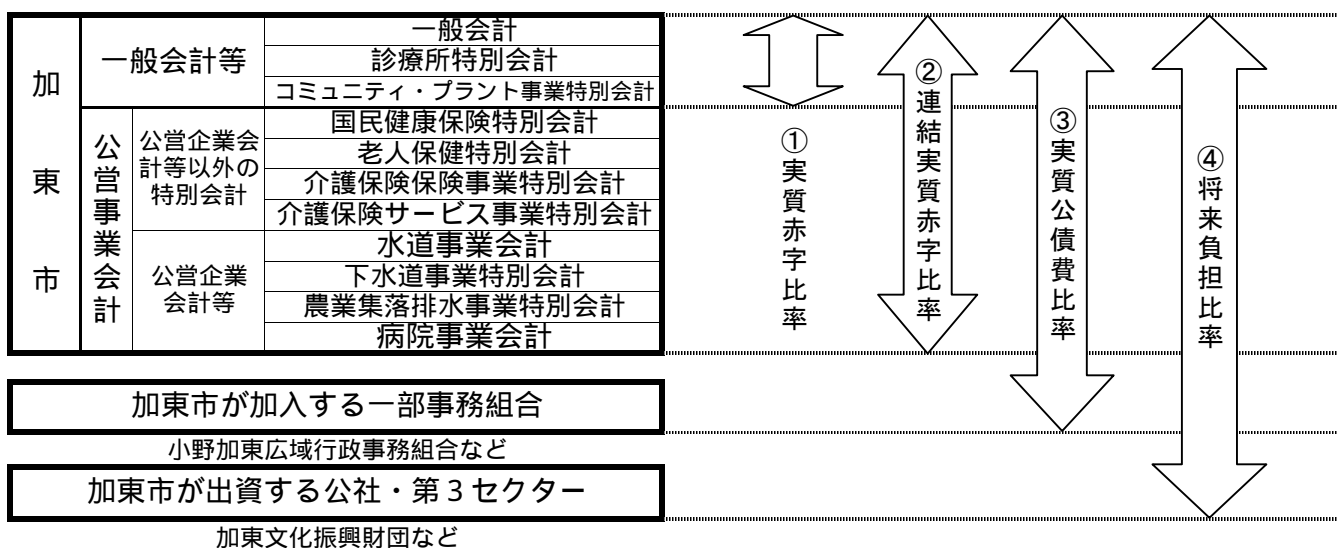 加東市
一般会計等
一般会計
診療所特別会計
コミュニティ・プラント事業特別会計
公営事業会計
公営企業会
計等以外の
特別会計
国民健康保険特別会計
老人保健特別会計
介護保険保険事業特別会計
介護保険サービス事業特別会計
公営企業
会計等
水道事業会計
下水道事業特別会計
農業集落排水事業特別会計
病院事業会計
①実質赤字比率
②連結実質赤字比率
③実質公債費比率
④将来負担比率
加東市が加入する一部事務組合
小野加東広域行政事務組合など
加東市が出資する公社・第3セクター
加東文化振興財団など